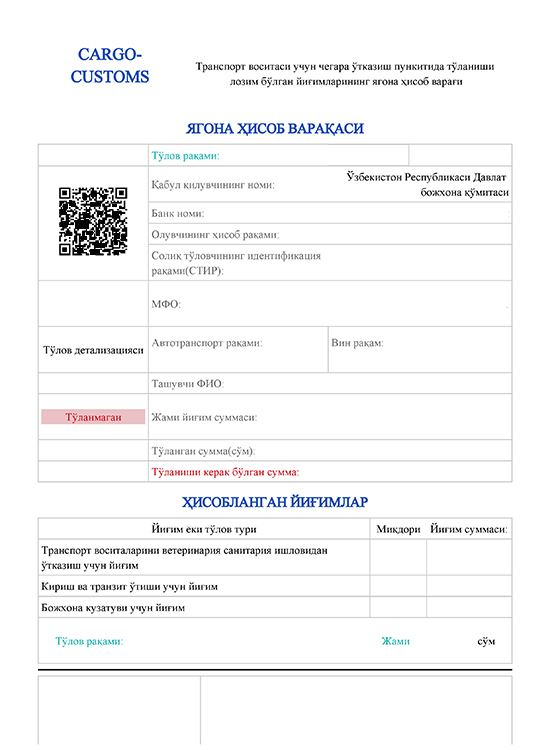 CARGO-
CUSTOMS
Транспорт воситаси учун чегара ўтказиш пунктида тўланиши
лозим бўлган йиғимларининг ягона ҳисоб варағи
ЯГОНА ҲИСОБ ВАРАҚАСИ
Тўлов рақами:
Қабул қилувчининг номи:
Ўзбекистон Республикаси Давлат
божхона қўмитаси
Банк номи:
Олувчининг ҳисоб рақами:
Солиқ тўловчининг идентификация
рақами(СТИР):
МФО:
Тўлов детализацияси
Автотранспорт рақами:
Вин рақам:
Ташувчи ФИО:
Тўланмаган
Жами йиғим суммаси:
Тўланган сумма(сўм):
Тўланиши керак бўлган сумма:
ҲИСОБЛАНГАН ЙИҒИМЛАР
Йиғим еки тўлов тури
Миқдори
Йиғим суммаси:
Транспорт воситаларини ветеринария санитария ишловидан
ўтказиш учун йиғим
Кириш ва транзит ўтиши учун йиғим
Божхона кузатуви учун йиғим
Тўлов рақами:
Жами
сўм